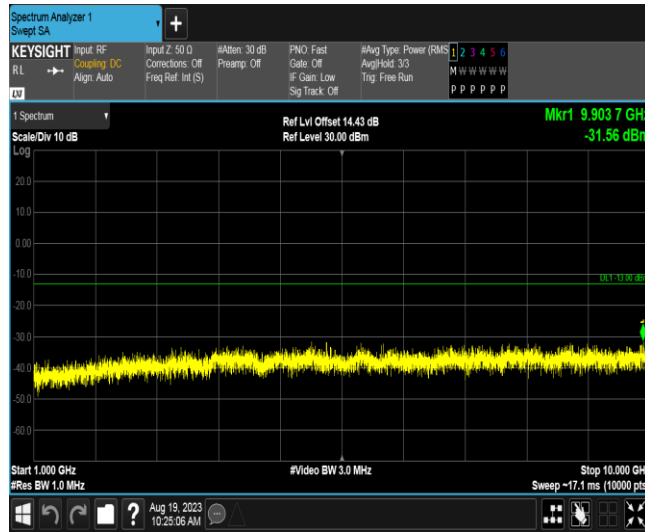 Spectrum Analyzer 1
Swept SA
+
KEYSIGHT Input: RF Input Z: 50 Ω #Atten: 30 dB PNO: Fast #Avg Type: Power (RMS 1 2 3 4 5 6
RL Coupling: DC Corrections: Off Preamp: Off Gate: Off Avg|Hold: 3/3 M W W W W W
Align: Auto Freq Ref: Int (S) IF Gain: Low Trig: Free Run
LXI Sig Track: Off P P P P P P
1 Spectrum
Ref Lvl Offset 14.43 dB Mkr1 9.903 7 GHz
Scale/Div 10 dB Ref Level 30.00 dBm -31.56 dBm
Log
20.0
10.0
0.00
-10.0
DL1 -13.00 dBm
-20.0
-30.0
-40.0
-50.0
-60.0
Start 1.000 GHz #Video BW 3.0 MHz Stop 10.000 GHz
#Res BW 1.0 MHz Sweep ~17.1 ms (10000 pts
? Aug 19, 2023
10:25:06 AM